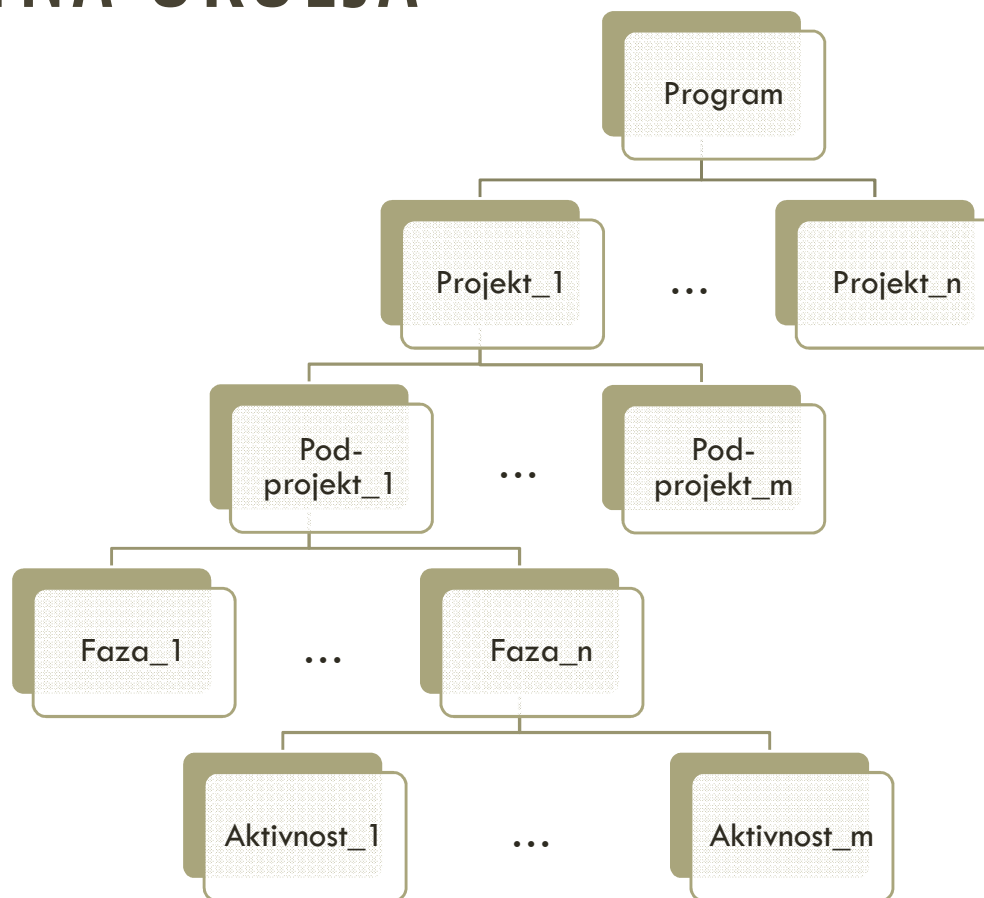 Program
Projekt_1 ... Projekt_n
Pod-
projekt_1
...
Pod-
projekt_m
Faza_1 ... Faza_n
Aktivnost_1 ... Aktivnost_m